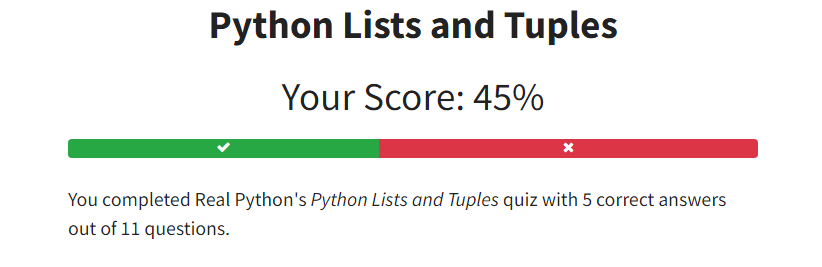 Python Lists and Tuples
Your Score: 45%
You completed Real Python's Python Lists and Tuples quiz with 5 correct answers
out of 11 questions.